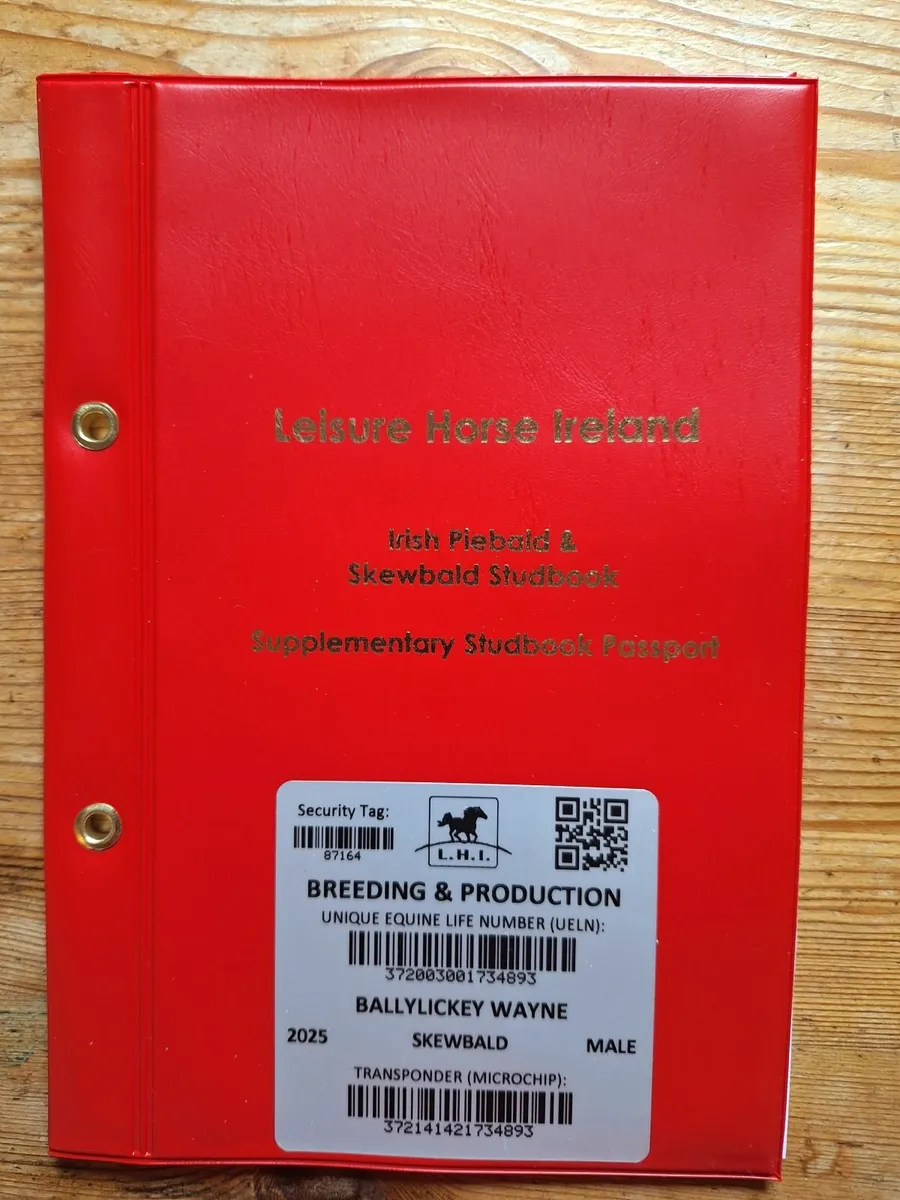 Leisure Horse Ireland
Irish Piebald &
Skewbald Studbook
Supplementary Studbook Passport
Security Tag:
87164
L.H.I.
BREEDING & PRODUCTION
UNIQUE EQUINE LIFE NUMBER (UELN):
372003001734893
BALLYLICKEY WAYNE
2025 SKEWBALD MALE
TRANSPONDER (MICROCHIP):
372141421734893